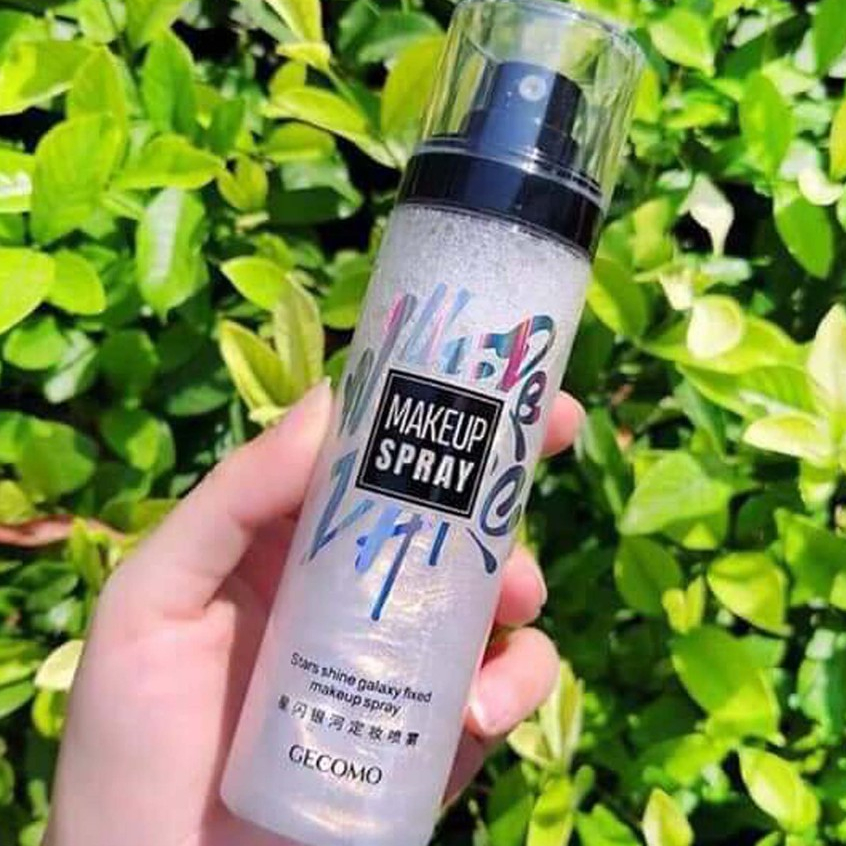 MAKEUP
SPRAY
Stars shine galaxy fixed
makeup spray
星闪银河定妆喷雾
GECOMO